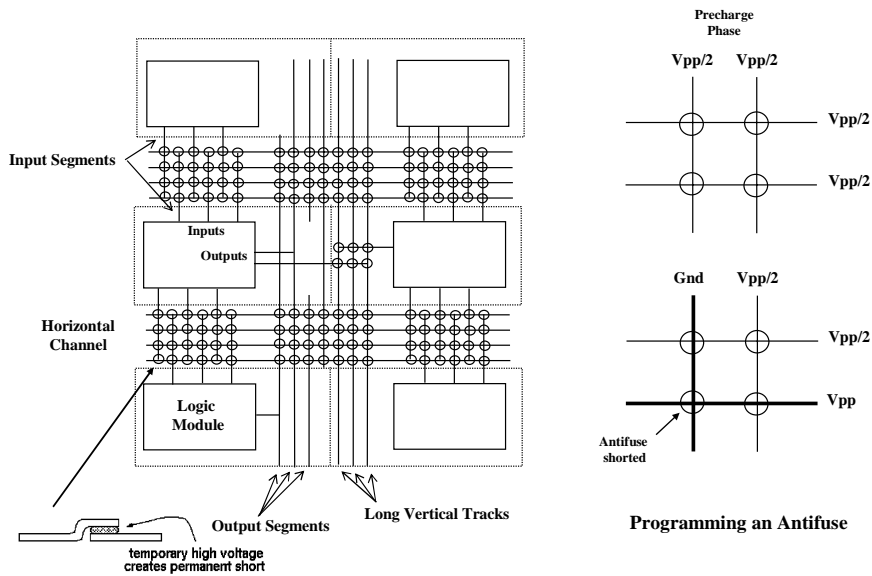 Input Segments
Inputs
Outputs
Horizontal
Channel
Logic
Module
Output Segments
Long Vertical Tracks
temporary high voltage
creates permanent short
Precharge
Phase
Vpp/2 Vpp/2
Vpp/2
Vpp/2
Gnd Vpp/2
Vpp/2
Vpp
Antifuse
shorted
Programming an Antifuse